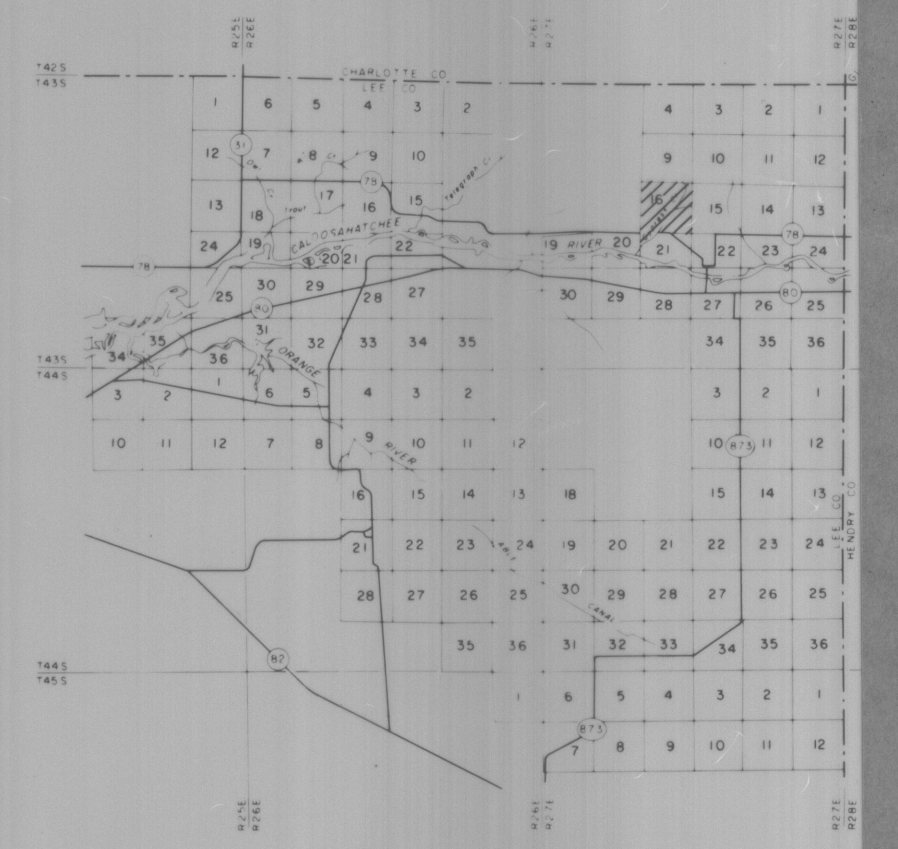 R25E R26E R26E R27E R27E R28E
T42S
CHARLOTTE CO
T43S LEE CO
1 6 5 4 3 2 4 3 2 1
31
12 7 8 9 10 9 10 11 12
78
13 18 17 16 15 Telegraph 16 15 14 13
Trout
24 19 CALOOSAHATCHEE 22 19 RIVER 20 21 22 23 78 24
78 20 21
25 30 29 28 27 30 29 28 27 26 80 25
80
34 35 36 31 32 33 34 35 34 35 36
T43S
T44S ORANGE
3 2 1 6 5 4 3 2 3 2 1
10 11 12 7 8 9 RIVER 10 11 12 10 873 11 12
16 15 14 13 18 15 14 13
LEE CO
HENDRY CO
21 22 23 ABLE 24 19 20 21 22 23 24
28 27 26 25 30 29 28 27 26 25
CANAL
35 36 31 32 33 34 35 36
82
T44S
T45S
1 6 5 4 3 2 1
873
7 8 9 10 11 12
R25E R26E R26E R27E R27E R28E